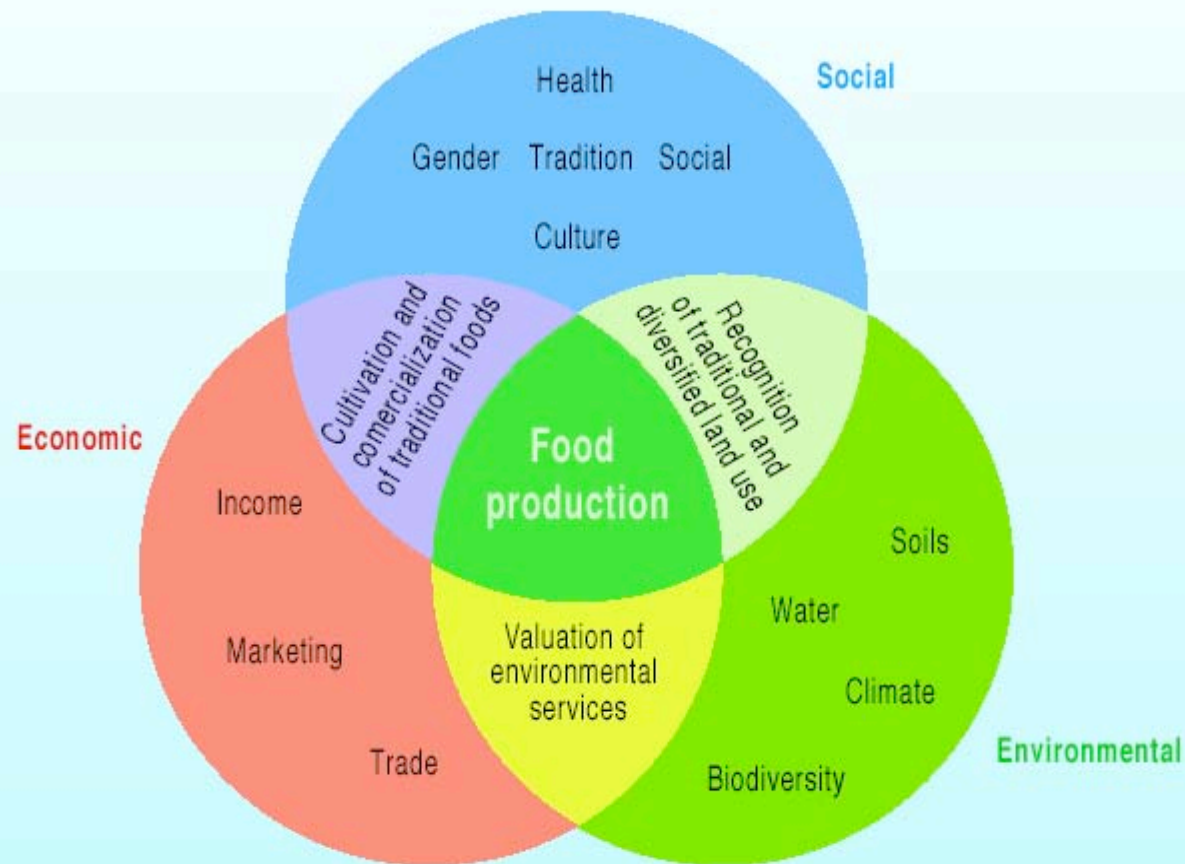 Health
Social
Gender Tradition Social
Culture
Cultivation and
comercialization
of traditional foods
Recognition
of traditional and
diversified land use
Economic
Food
production
Income
Soils
Water
Marketing
Valuation of
environmental
services
Climate
Trade
Biodiversity
Environmental